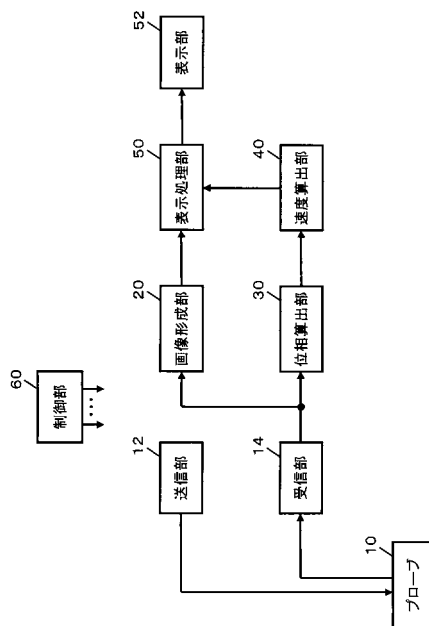 60
制御部
12
送信部
20
画像形成部
50
表示処理部
52
表示部
10
プローブ
14
受信部
30
位相算出部
40
速度算出部